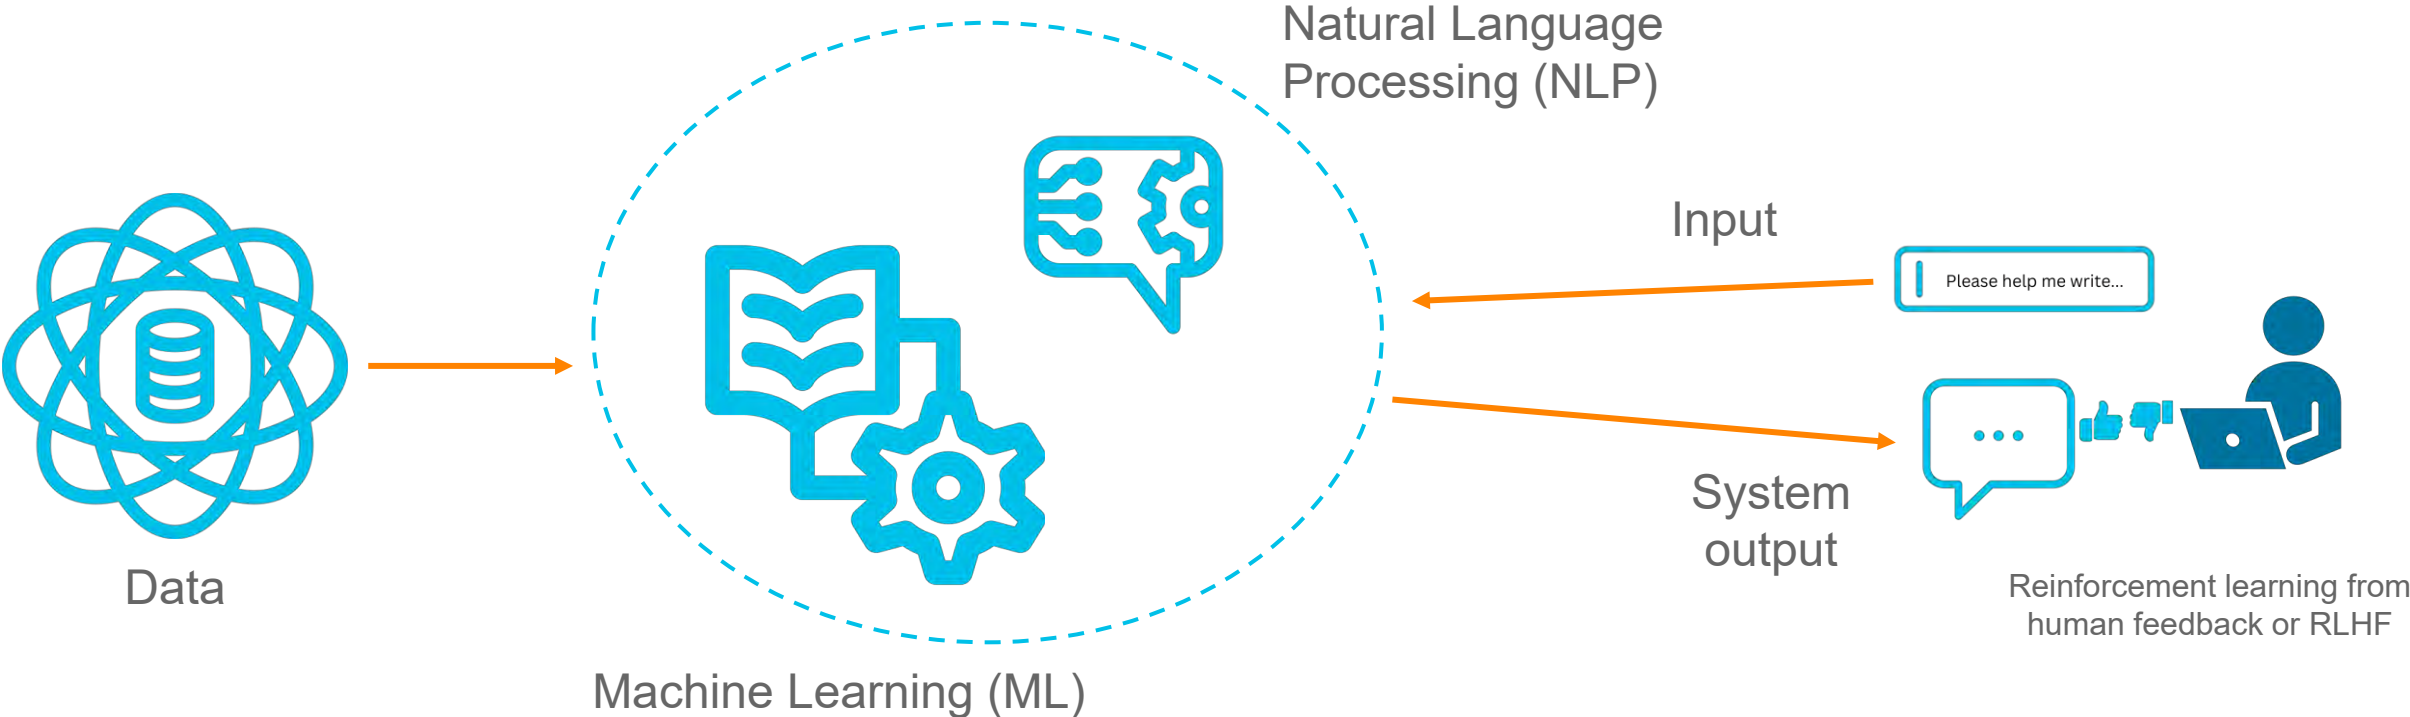 Natural Language
Processing (NLP)
Input
Please help me write...
System
output
Data
Reinforcement learning from
human feedback or RLHF
Machine Learning (ML)